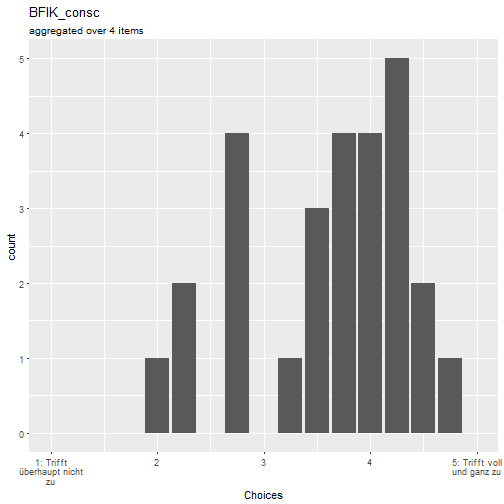 BFIK_consc
aggregated over 4 items
5
4
3
2
1
0
count
1: Trifft
überhaupt nicht
zu
2
3
4
5: Trifft voll
und ganz zu
Choices